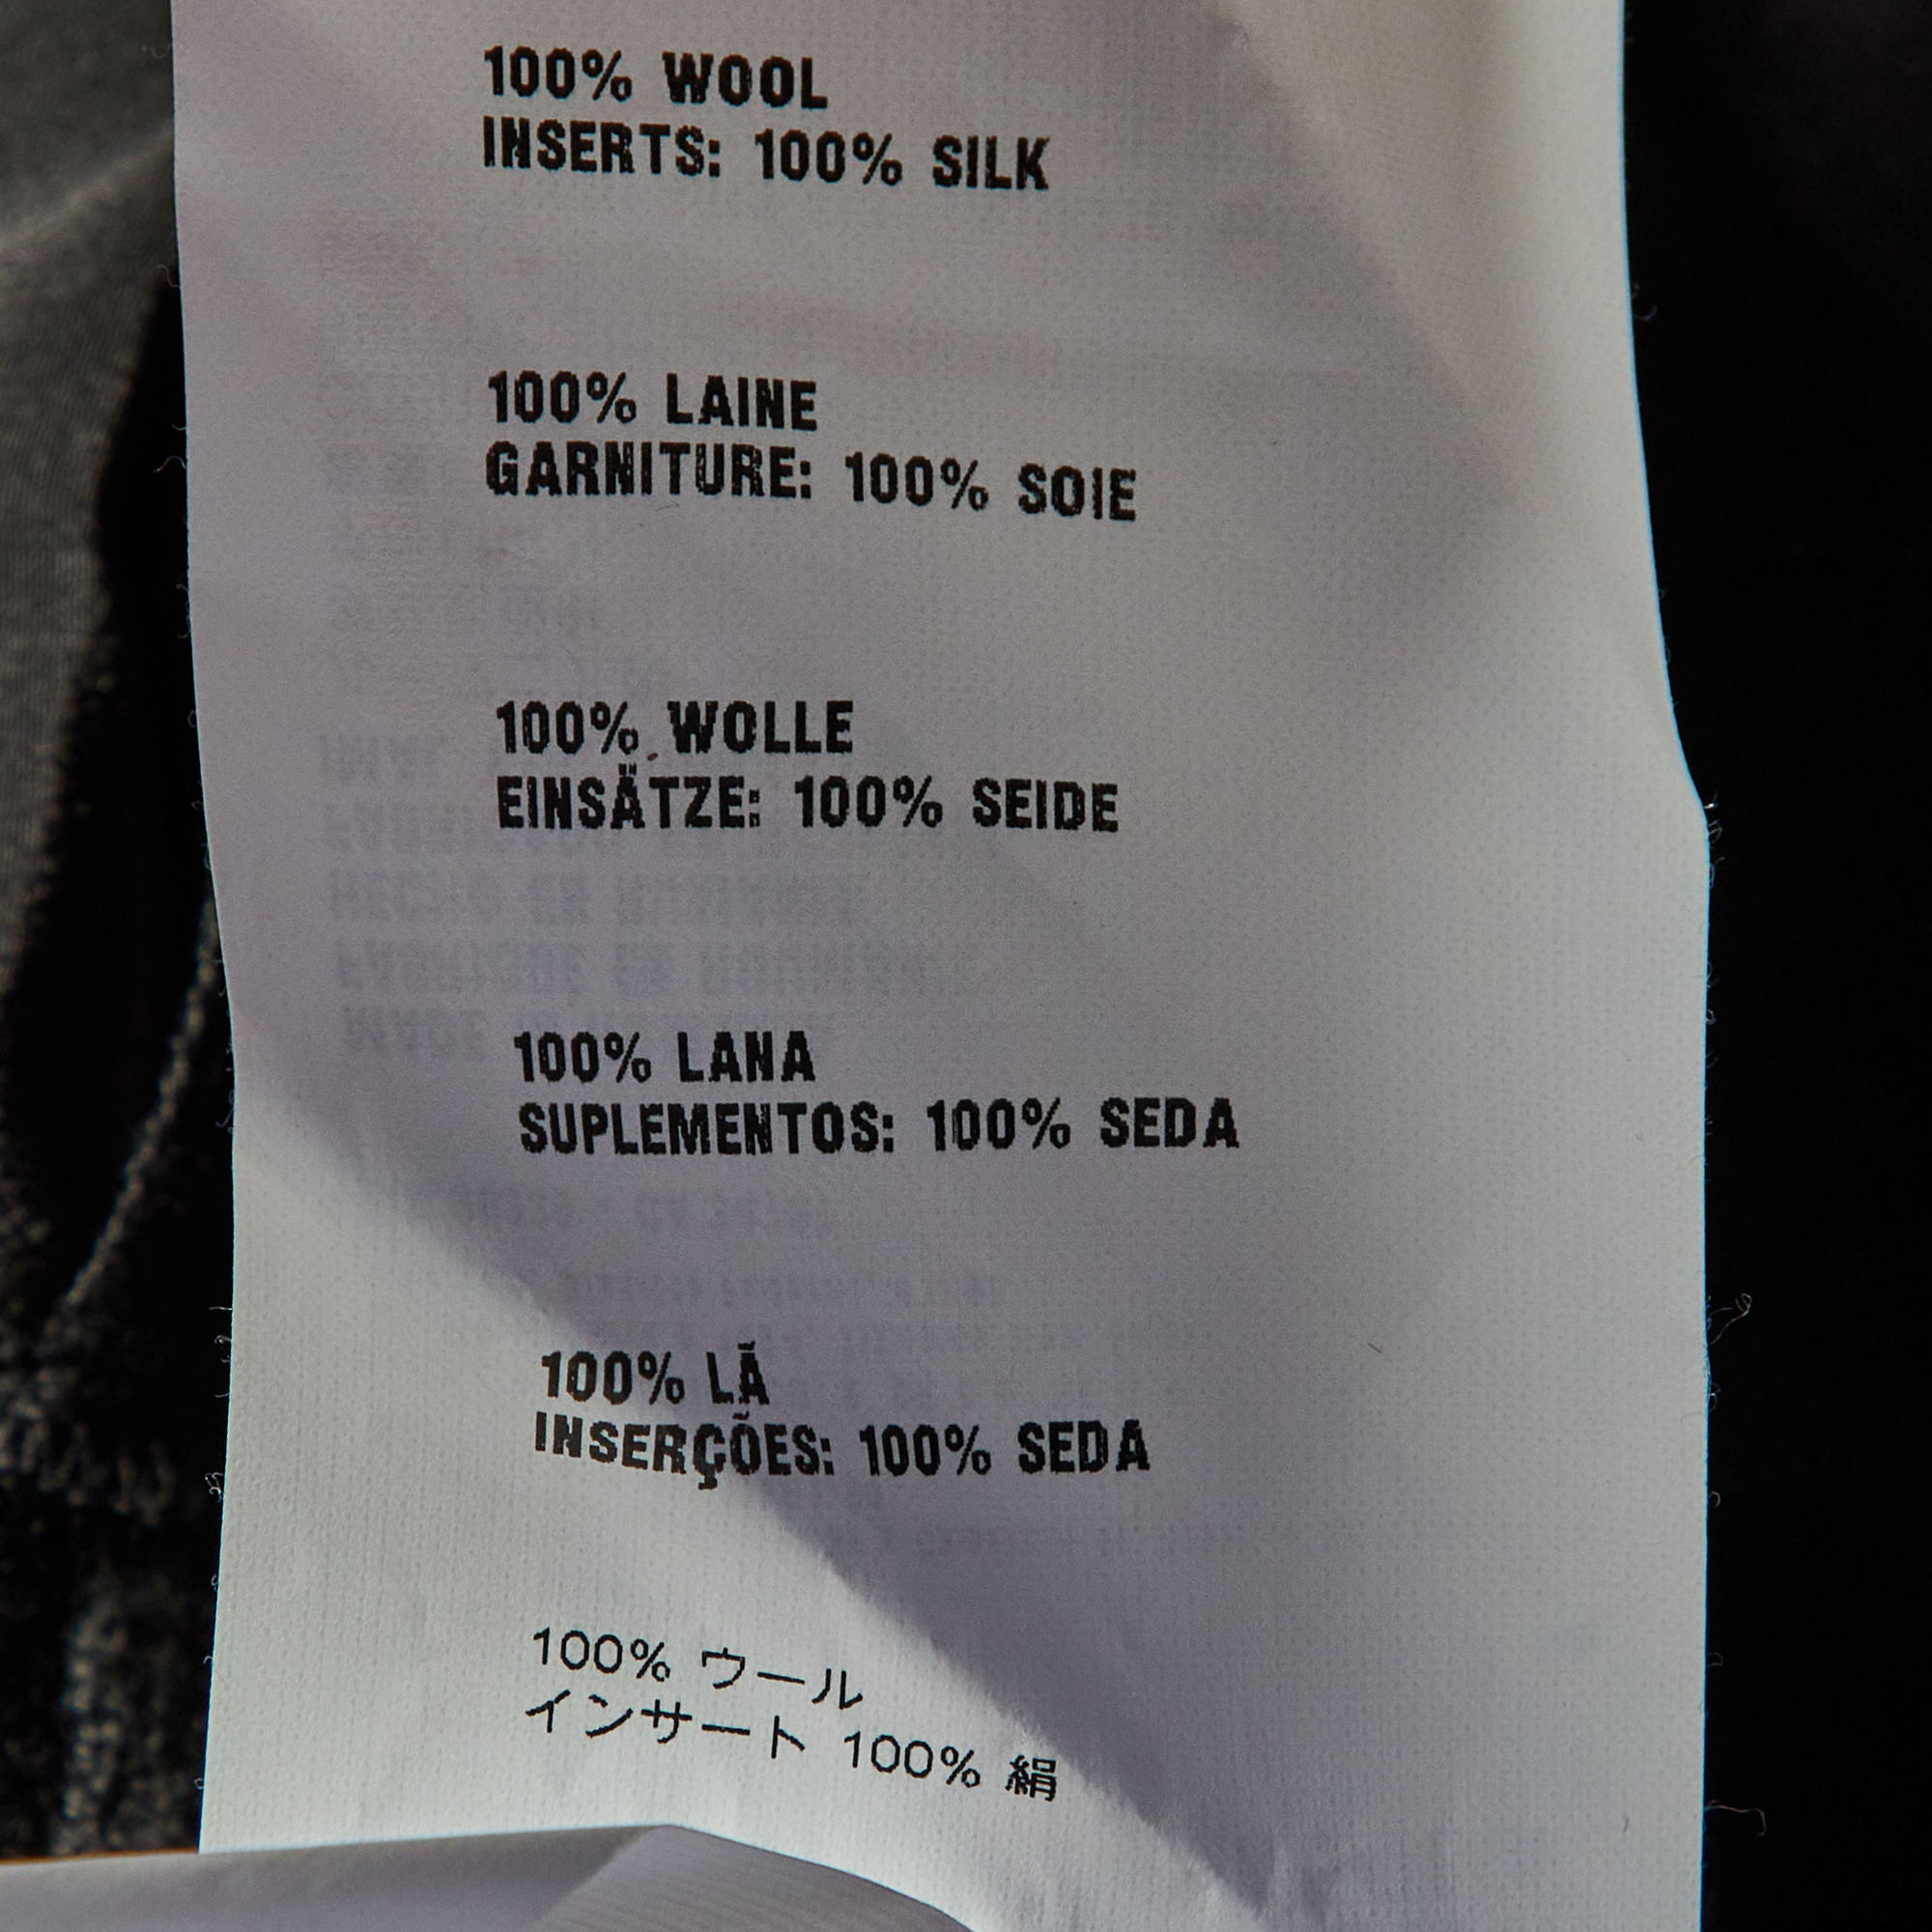 100% WOOL
INSERTS: 100% SILK
100% LAINE
GARNITURE: 100% SOIE
100% WOLLE
EINSÄTZE: 100% SEIDE
100% LANA
SUPLEMENTOS: 100% SEDA
100% LÃ
INSERÇÕES: 100% SEDA
100% ウール
インサート 100% 絹